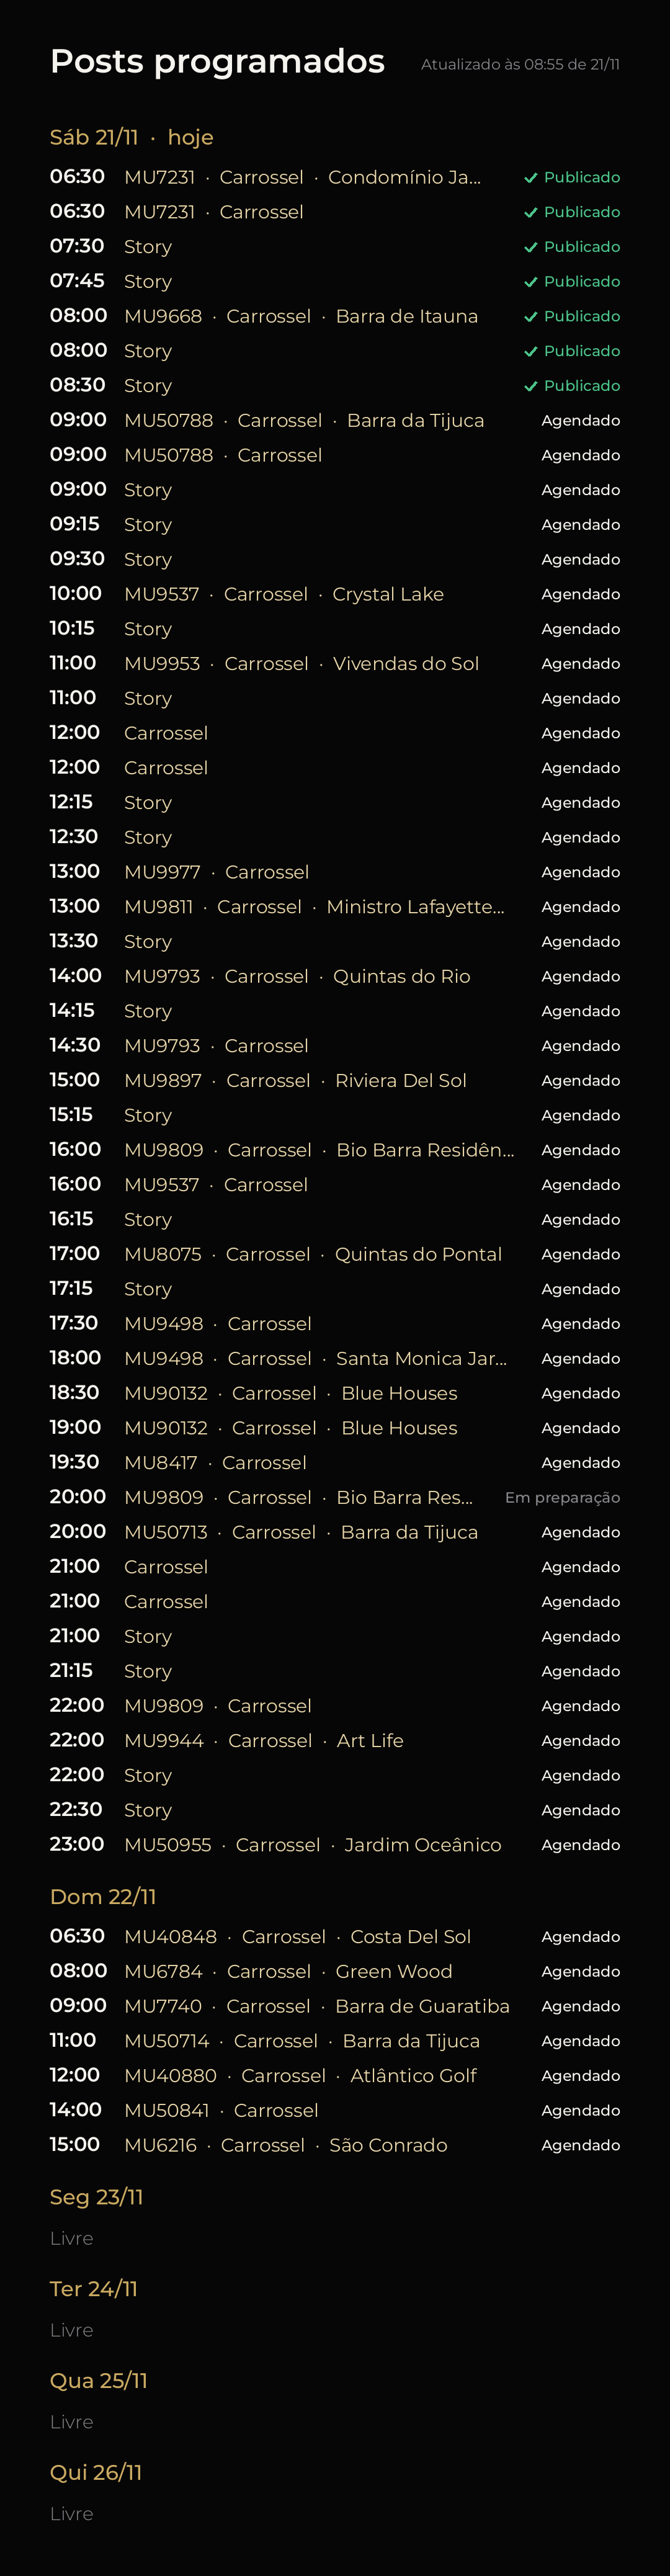 Posts programados Atualizado às 08:55 de 21/11
Sáb 21/11 · hoje
06:30 MU7231 · Carrossel · Condomínio Ja... ✓ Publicado
06:30 MU7231 · Carrossel ✓ Publicado
07:30 Story ✓ Publicado
07:45 Story ✓ Publicado
08:00 MU9668 · Carrossel · Barra de Itauna ✓ Publicado
08:00 Story ✓ Publicado
08:30 Story ✓ Publicado
09:00 MU50788 · Carrossel · Barra da Tijuca Agendado
09:00 MU50788 · Carrossel Agendado
09:00 Story Agendado
09:15 Story Agendado
09:30 Story Agendado
10:00 MU9537 · Carrossel · Crystal Lake Agendado
10:15 Story Agendado
11:00 MU9953 · Carrossel · Vivendas do Sol Agendado
11:00 Story Agendado
12:00 Carrossel Agendado
12:00 Carrossel Agendado
12:15 Story Agendado
12:30 Story Agendado
13:00 MU9977 · Carrossel Agendado
13:00 MU9811 · Carrossel · Ministro Lafayette... Agendado
13:30 Story Agendado
14:00 MU9793 · Carrossel · Quintas do Rio Agendado
14:15 Story Agendado
14:30 MU9793 · Carrossel Agendado
15:00 MU9897 · Carrossel · Riviera Del Sol Agendado
15:15 Story Agendado
16:00 MU9809 · Carrossel · Bio Barra Residên... Agendado
16:00 MU9537 · Carrossel Agendado
16:15 Story Agendado
17:00 MU8075 · Carrossel · Quintas do Pontal Agendado
17:15 Story Agendado
17:30 MU9498 · Carrossel Agendado
18:00 MU9498 · Carrossel · Santa Monica Jar... Agendado
18:30 MU90132 · Carrossel · Blue Houses Agendado
19:00 MU90132 · Carrossel · Blue Houses Agendado
19:30 MU8417 · Carrossel Agendado
20:00 MU9809 · Carrossel · Bio Barra Res... Em preparação
20:00 MU50713 · Carrossel · Barra da Tijuca Agendado
21:00 Carrossel Agendado
21:00 Carrossel Agendado
21:00 Story Agendado
21:15 Story Agendado
22:00 MU9809 · Carrossel Agendado
22:00 MU9944 · Carrossel · Art Life Agendado
22:00 Story Agendado
22:30 Story Agendado
23:00 MU50955 · Carrossel · Jardim Oceânico Agendado
Dom 22/11
06:30 MU40848 · Carrossel · Costa Del Sol Agendado
08:00 MU6784 · Carrossel · Green Wood Agendado
09:00 MU7740 · Carrossel · Barra de Guaratiba Agendado
11:00 MU50714 · Carrossel · Barra da Tijuca Agendado
12:00 MU40880 · Carrossel · Atlântico Golf Agendado
14:00 MU50841 · Carrossel Agendado
15:00 MU6216 · Carrossel · São Conrado Agendado
Seg 23/11
Livre
Ter 24/11
Livre
Qua 25/11
Livre
Qui 26/11
Livre